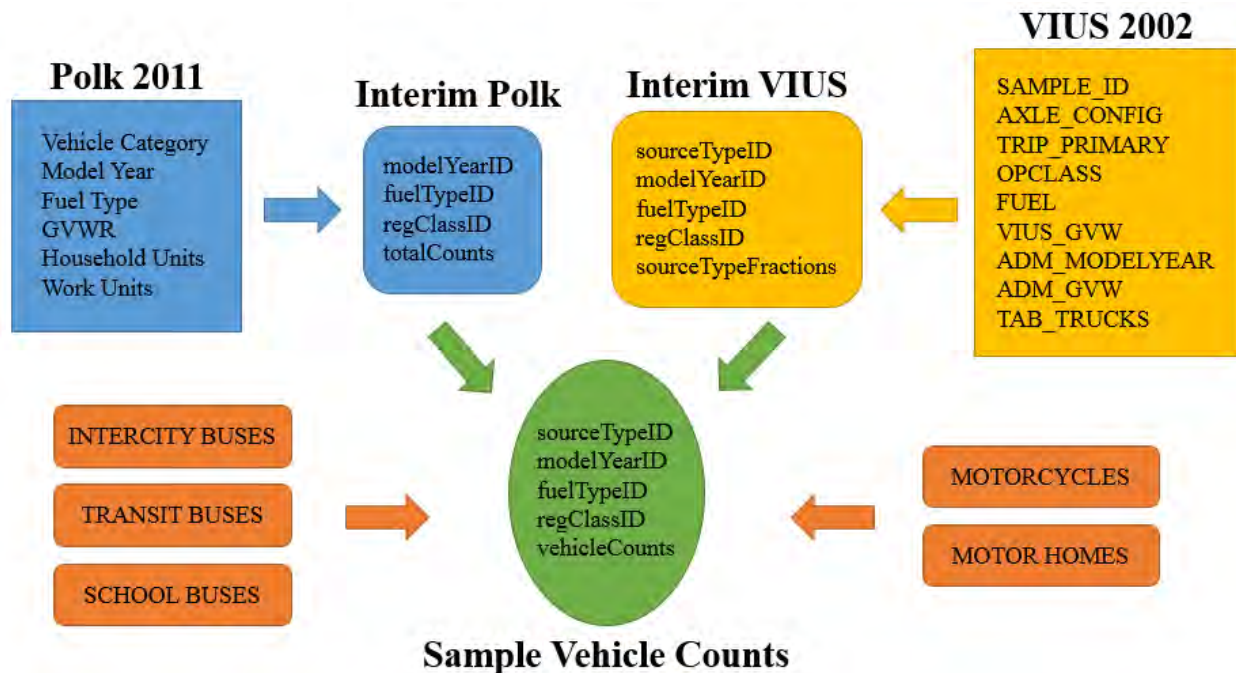 Polk 2011
Vehicle Category
Model Year
Fuel Type
GVWR
Household Units
Work Units
Interim Polk
modelYearID
fuelTypeID
regClassID
totalCounts
Interim VIUS
sourceTypeID
modelYearID
fuelTypeID
regClassID
sourceTypeFractions
VIUS 2002
SAMPLE_ID
AXLE_CONFIG
TRIP_PRIMARY
OPCLASS
FUEL
VIUS_GVW
ADM_MODELYEAR
ADM_GVW
TAB_TRUCKS
INTERCITY BUSES
TRANSIT BUSES
SCHOOL BUSES
sourceTypeID
modelYearID
fuelTypeID
regClassID
vehicleCounts
MOTORCYCLES
MOTOR HOMES
Sample Vehicle Counts